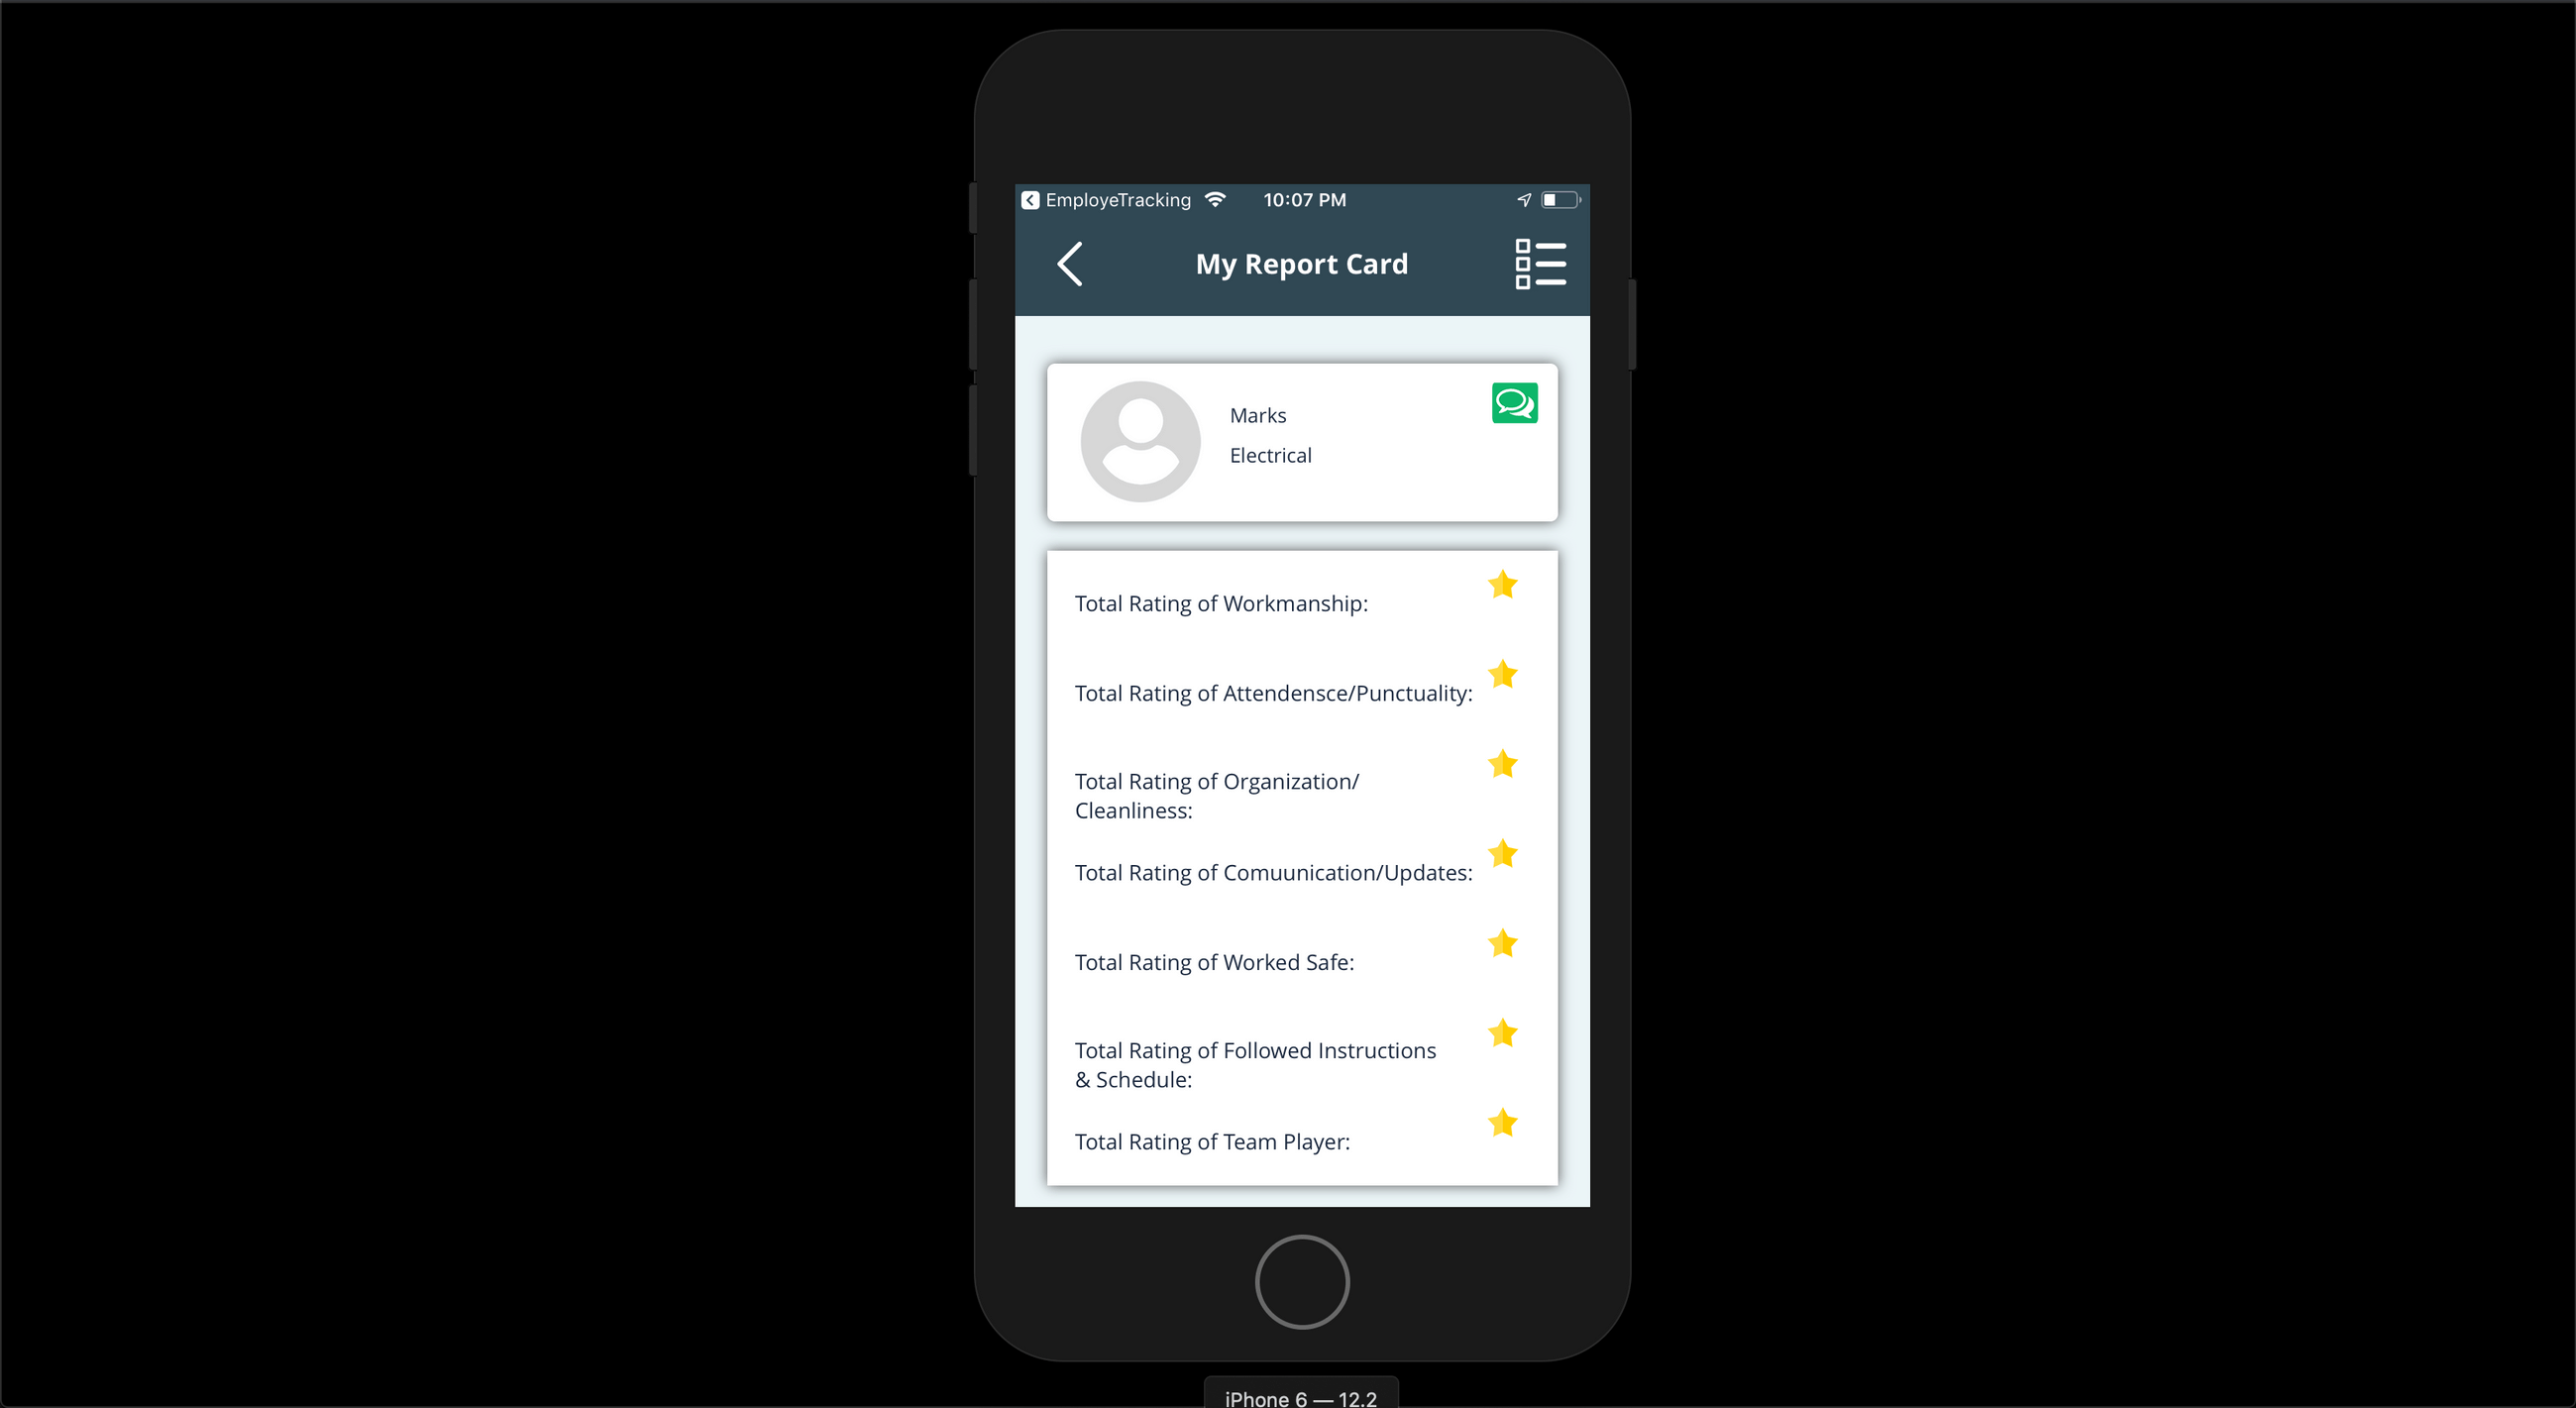 EmployeTracking 10:07 PM
My Report Card
Marks
Electrical
Total Rating of Workmanship:
Total Rating of Attendensce/Punctuality:
Total Rating of Organization/
Cleanliness:
Total Rating of Comuunication/Updates:
Total Rating of Worked Safe:
Total Rating of Followed Instructions
& Schedule:
Total Rating of Team Player:
iPhone 6 — 12.2